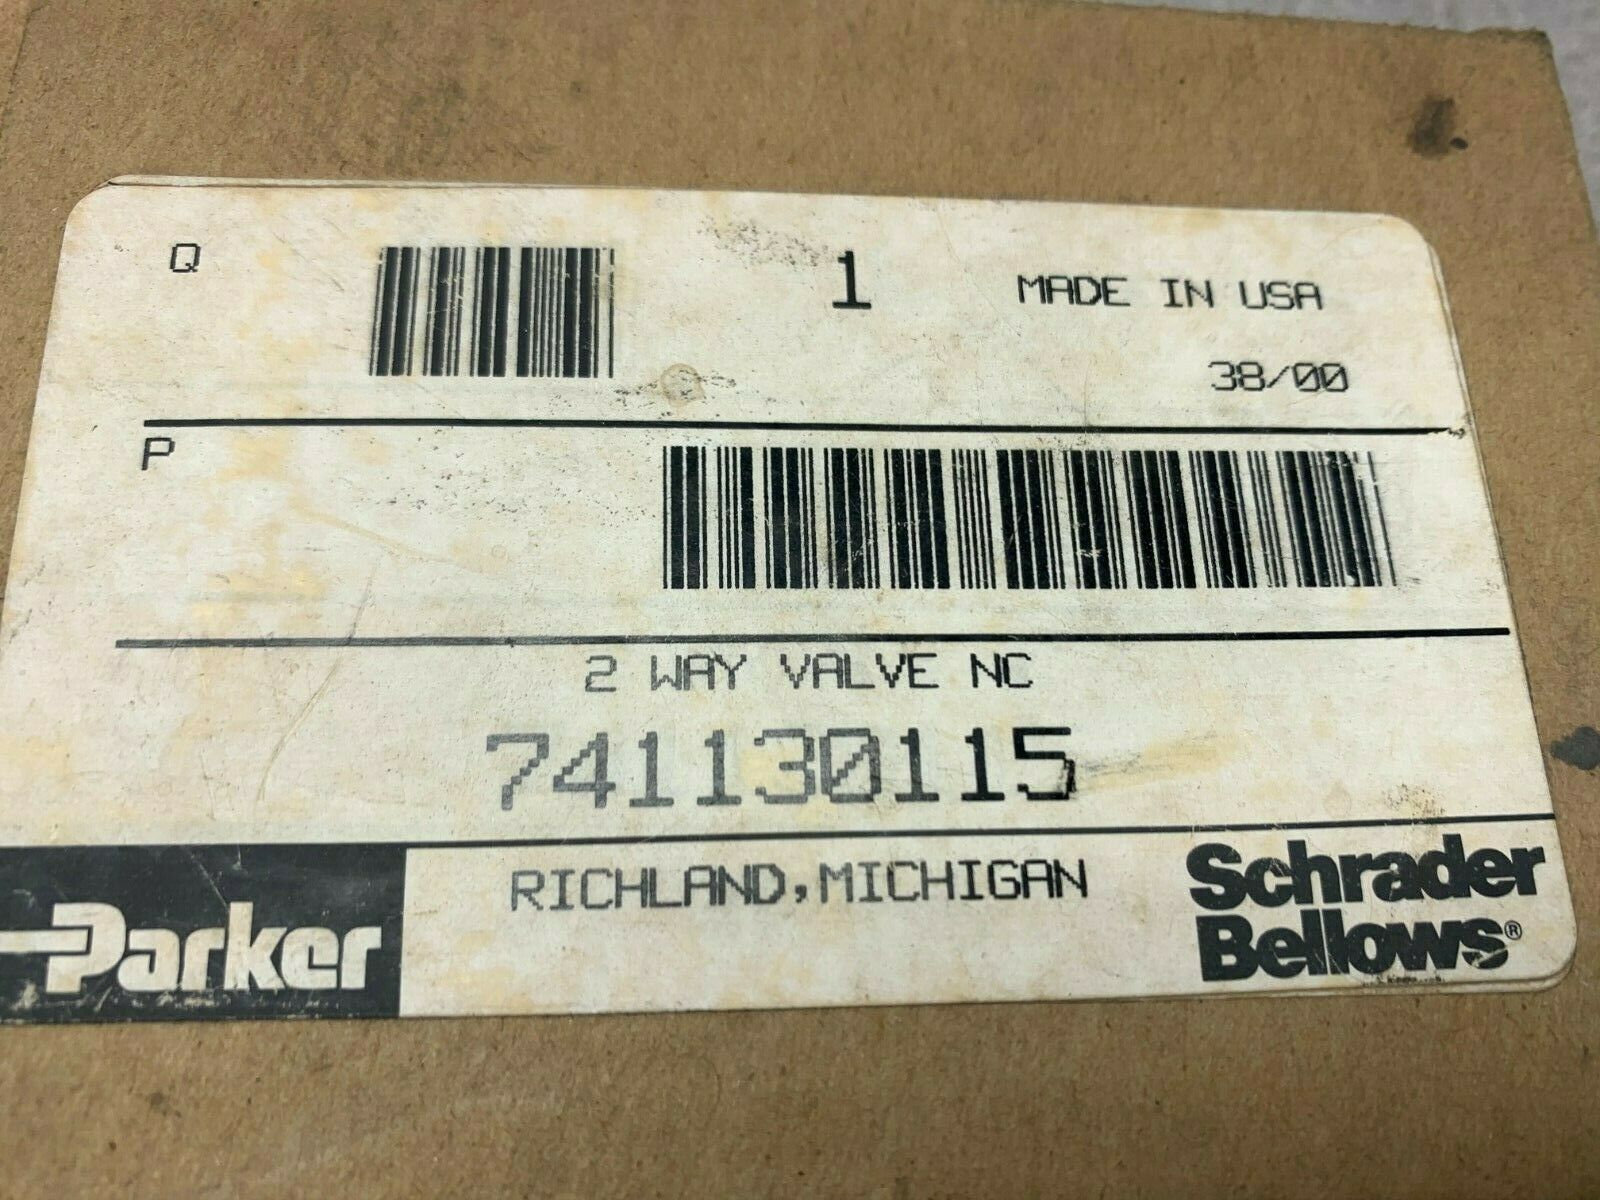 Q 1 MADE IN USA
38/00
P
2 WAY VALVE NC
741130115
Parker
RICHLAND, MICHIGAN
Schrader
Bellows®